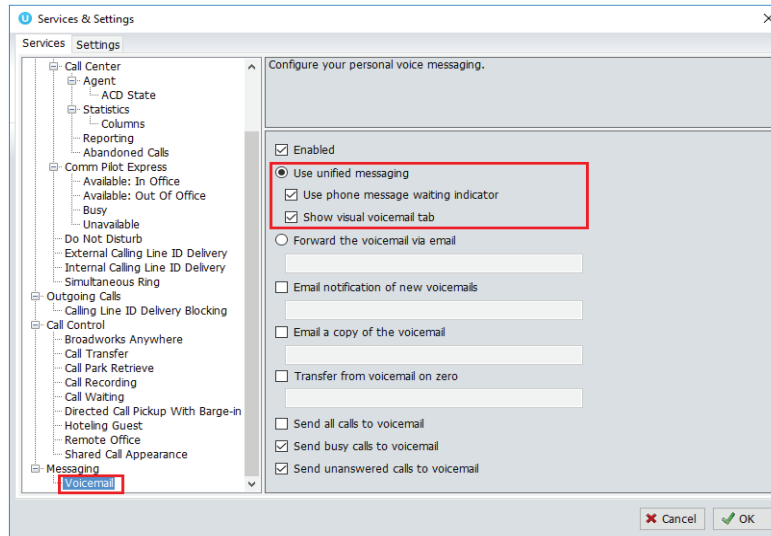 Services & Settings
Services Settings
Call Center
Agent
ACD State
Statistics
Columns
Reporting
Abandoned Calls
Comm Pilot Express
Available: In Office
Available: Out Of Office
Busy
Unavailable
Do Not Disturb
External Calling Line ID Delivery
Internal Calling Line ID Delivery
Simultaneous Ring
Outgoing Calls
Calling Line ID Delivery Blocking
Call Control
Broadworks Anywhere
Call Transfer
Call Park Retrieve
Call Recording
Call Waiting
Directed Call Pickup With Barge-in
Hoteling Guest
Remote Office
Shared Call Appearance
Messaging
Voicemail
Configure your personal voice messaging.
Enabled
Use unified messaging
Use phone message waiting indicator
Show visual voicemail tab
Forward the voicemail via email
Email notification of new voicemails
Email a copy of the voicemail
Transfer from voicemail on zero
Send all calls to voicemail
Send busy calls to voicemail
Send unanswered calls to voicemail
Cancel OK